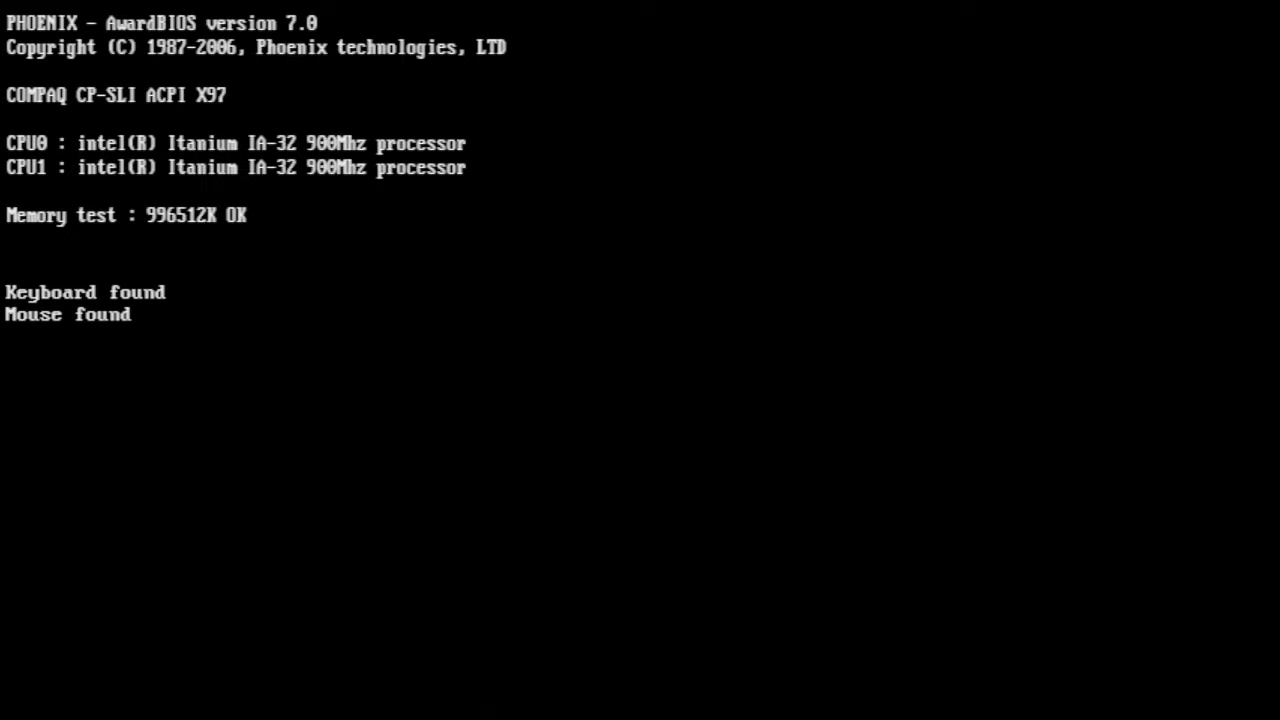 PHOENIX - AwardBIOS version 7.0
Copyright (C) 1987-2006, Phoenix technologies, LTD
COMPAQ CP-SLI ACPI X97
CPU0 : intel(R) Itanium IA-32 900Mhz processor
CPU1 : intel(R) Itanium IA-32 900Mhz processor
Memory test : 996512K OK
Keyboard found
Mouse found